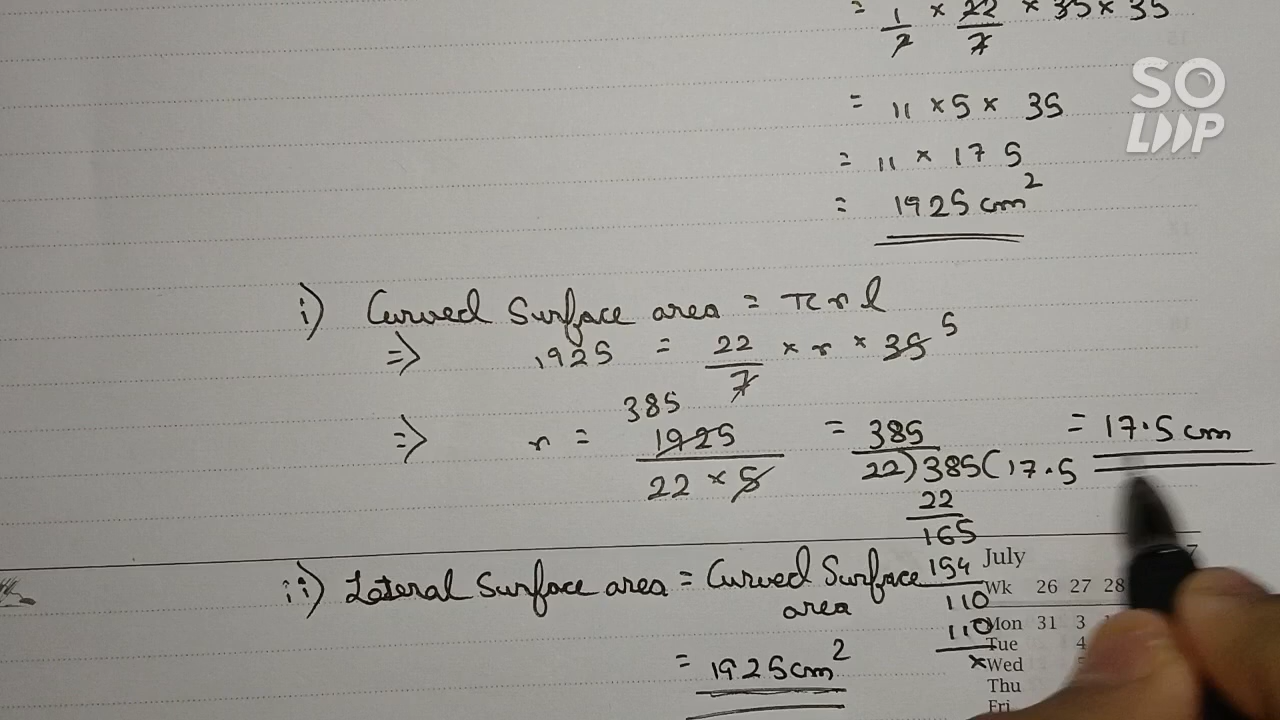 = 1/2 × 22/7 × 35 × 35
= 11 × 5 × 35
= 11 × 175
= 1925 cm²
SO
LOOP
i) Curved Surface area = πrl
⇒ 1925 = 22/7 × r × 35 5
385
⇒ r = 1925 / 22 × 5 = 385 = 17.5 cm
22)385(17.5
22
165
154
110
110
×
ii) Lateral Surface area = Curved Surface
area
= 1925 cm²
July
Wk 26 27 28
Mon 31 3
Tue 4
Wed
Thu
Fri